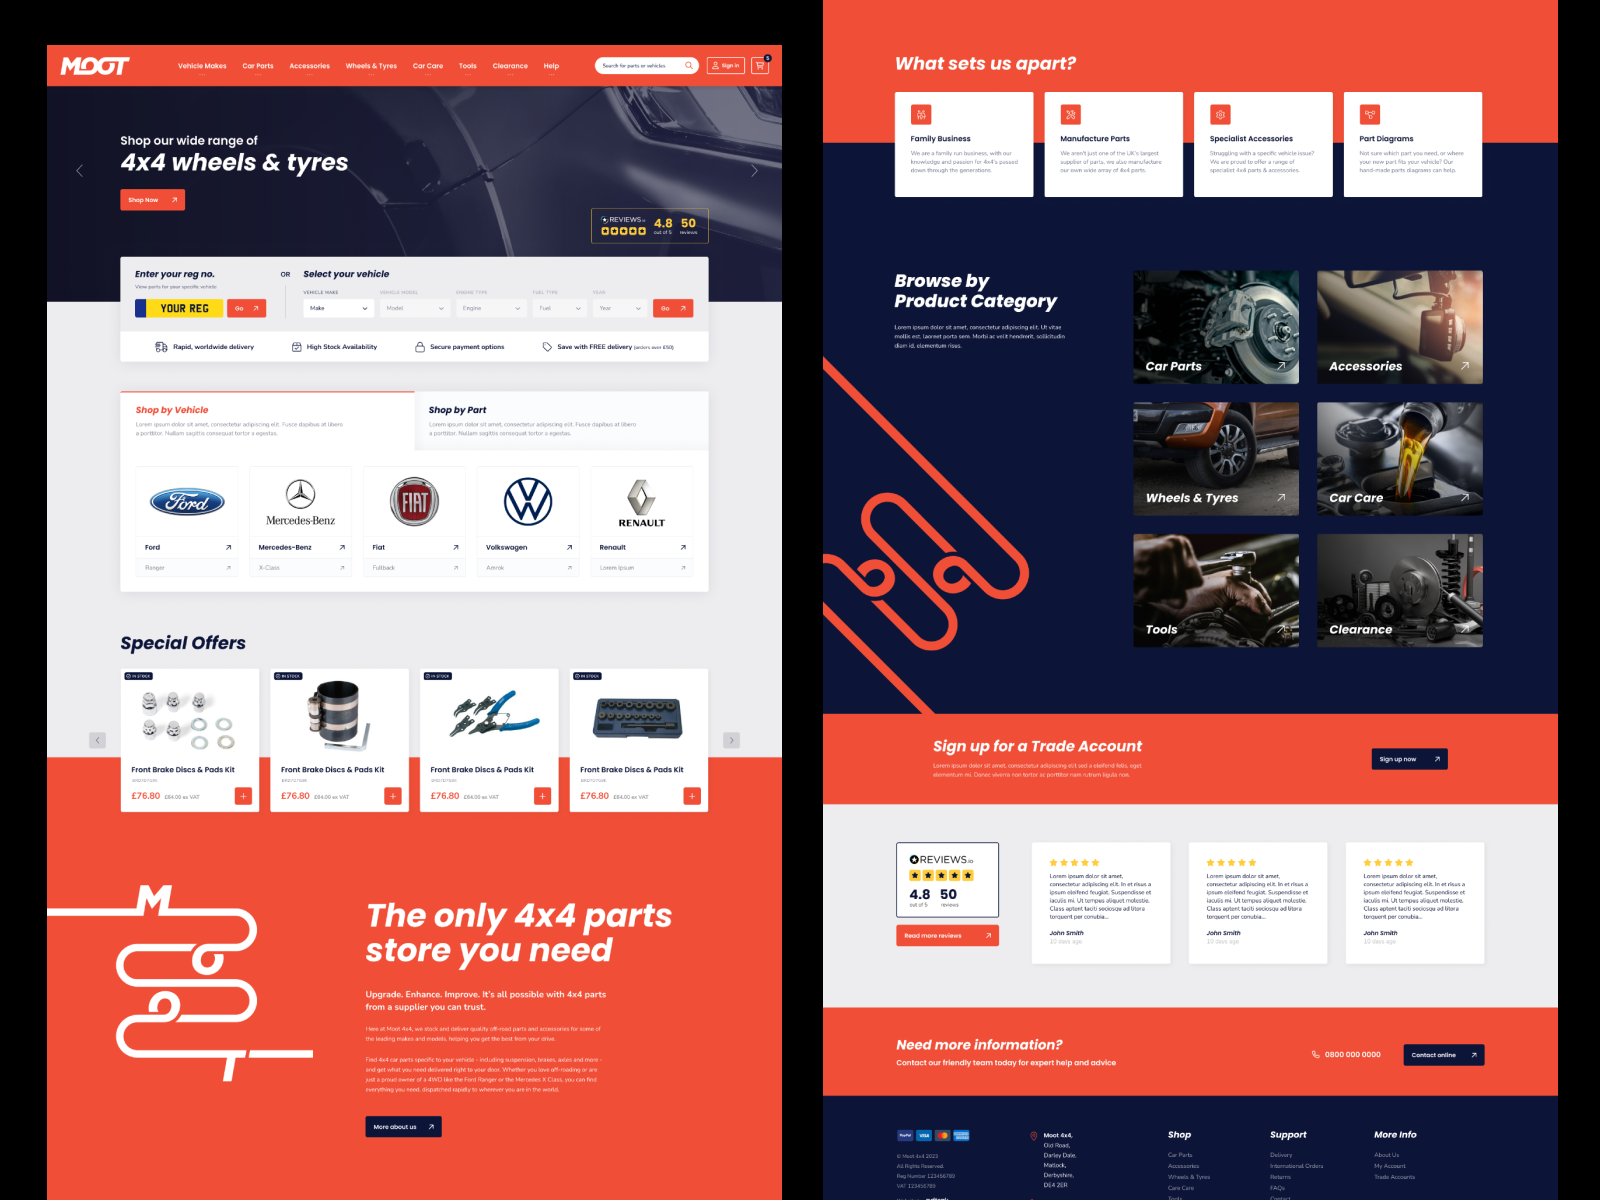 MOOT
Vehicle Makes
Car Parts
Accessories
Wheels & Tyres
Car Care
Tools
Clearance
Help
Search for parts or vehicles
Sign in
5
Shop our wide range of
4x4 wheels & tyres
Shop Now
REVIEWS.io
4.8
out of 5
50
reviews
Enter your reg no.
View parts for your specific vehicle
YOUR REG
Go
OR
Select your vehicle
VEHICLE MAKE
VEHICLE MODEL
ENGINE TYPE
FUEL TYPE
YEAR
Make
Model
Engine
Fuel
Year
Go
Rapid, worldwide delivery
High Stock Availability
Secure payment options
Save with FREE delivery (orders over £150)
Shop by Vehicle
Lorem ipsum dolor sit amet, consectetur adipiscing elit. Fusce dapibus at libero
a porttitor. Nullam sagittis consequat tortor a egestas.
Shop by Part
Lorem ipsum dolor sit amet, consectetur adipiscing elit. Fusce dapibus at libero
a porttitor. Nullam sagittis consequat tortor a egestas.
Ford
Mercedes-Benz
FIAT
RENAULT
Ford
Mercedes-Benz
Fiat
Volkswagen
Renault
Ranger
X-Class
Fullback
Amrok
Lorem Ipsum
Special Offers
IN STOCK
IN STOCK
IN STOCK
IN STOCK
Front Brake Discs & Pads Kit
Front Brake Discs & Pads Kit
Front Brake Discs & Pads Kit
Front Brake Discs & Pads Kit
£76.80 £64.00 ex VAT
£76.80 £64.00 ex VAT
£76.80 £64.00 ex VAT
£76.80 £64.00 ex VAT
M
T
The only 4x4 parts
store you need
Upgrade. Enhance. Improve. It's all possible with 4x4 parts
from a supplier you can trust.
Here at Moot 4x4, we stock and deliver quality off-road parts and accessories for some of
the leading makes and models, helping you get the best from your drive.
Find 4x4 car parts specific to your vehicle - including suspension, brakes, axles and more -
and get what you need delivered right to your door. Whether you love off-roading or are
just a proud owner of a 4WD like the Ford Ranger or the Mercedes X Class, you can find
everything you need, dispatched rapidly to wherever you are in the world.
More about us
What sets us apart?
Family Business
We are a family run business, with our
knowledge and passion for 4x4's passed
down through the generations.
Manufacture Parts
We aren't just one of the UK's largest
supplier of parts, we also manufacture
our own wide array of 4x4 parts.
Specialist Accessories
Struggling with a specific vehicle issue?
We are proud to offer a range of
specialist 4x4 parts & accessories.
Part Diagrams
Not sure which part you need, or where
your new part fits your vehicle? Our
hand-made parts diagrams can help.
Browse by
Product Category
Lorem ipsum dolor sit amet, consectetur adipiscing elit. Ut vitae
mollis est, laoreet porta sem. Morbi ac velit hendrerit, sollicitudin
diam id, elementum risus.
Car Parts
Accessories
Wheels & Tyres
Car Care
Tools
Clearance
Sign up for a Trade Account
Lorem ipsum dolor sit amet, consectetur adipiscing elit sed a eleifend felis, eget
elementum mi. Donec viverra non tortor ac porttitor nam rutrum ligula non.
Sign up now
REVIEWS.io
4.8
out of 5
50
reviews
Read more reviews
Lorem ipsum dolor sit amet,
consectetur adipiscing elit. In et risus a
ipsum eleifend feugiat. Suspendisse et
iaculis mi. Ut tempus aliquet molestie.
Class aptent taciti sociosqu ad litora
torquent per conubia...
John Smith
10 days ago
Lorem ipsum dolor sit amet,
consectetur adipiscing elit. In et risus a
ipsum eleifend feugiat. Suspendisse et
iaculis mi. Ut tempus aliquet molestie.
Class aptent taciti sociosqu ad litora
torquent per conubia...
John Smith
10 days ago
Lorem ipsum dolor sit amet,
consectetur adipiscing elit. In et risus a
ipsum eleifend feugiat. Suspendisse et
iaculis mi. Ut tempus aliquet molestie.
Class aptent taciti sociosqu ad litora
torquent per conubia...
John Smith
10 days ago
Need more information?
Contact our friendly team today for expert help and advice
0800 000 0000
Contact online
PayPal
VISA
© Moot 4x4 2023
All Rights Reserved.
Reg Number 123456789
VAT 123456789
Moot 4x4,
Old Road,
Darley Dale,
Matlock,
Derbyshire,
DE4 2ER
Shop
Car Parts
Accessories
Wheels & Tyres
Care Care
Tools
Support
Delivery
International Orders
Returns
FAQs
Contact
More Info
About Us
My Account
Trade Accounts